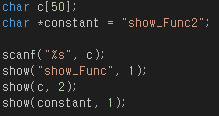 char c[50];
char *constant = "show_Func2";
scanf("%s", c);
show("show_Func", 1);
show(c, 2);
show(constant, 1);